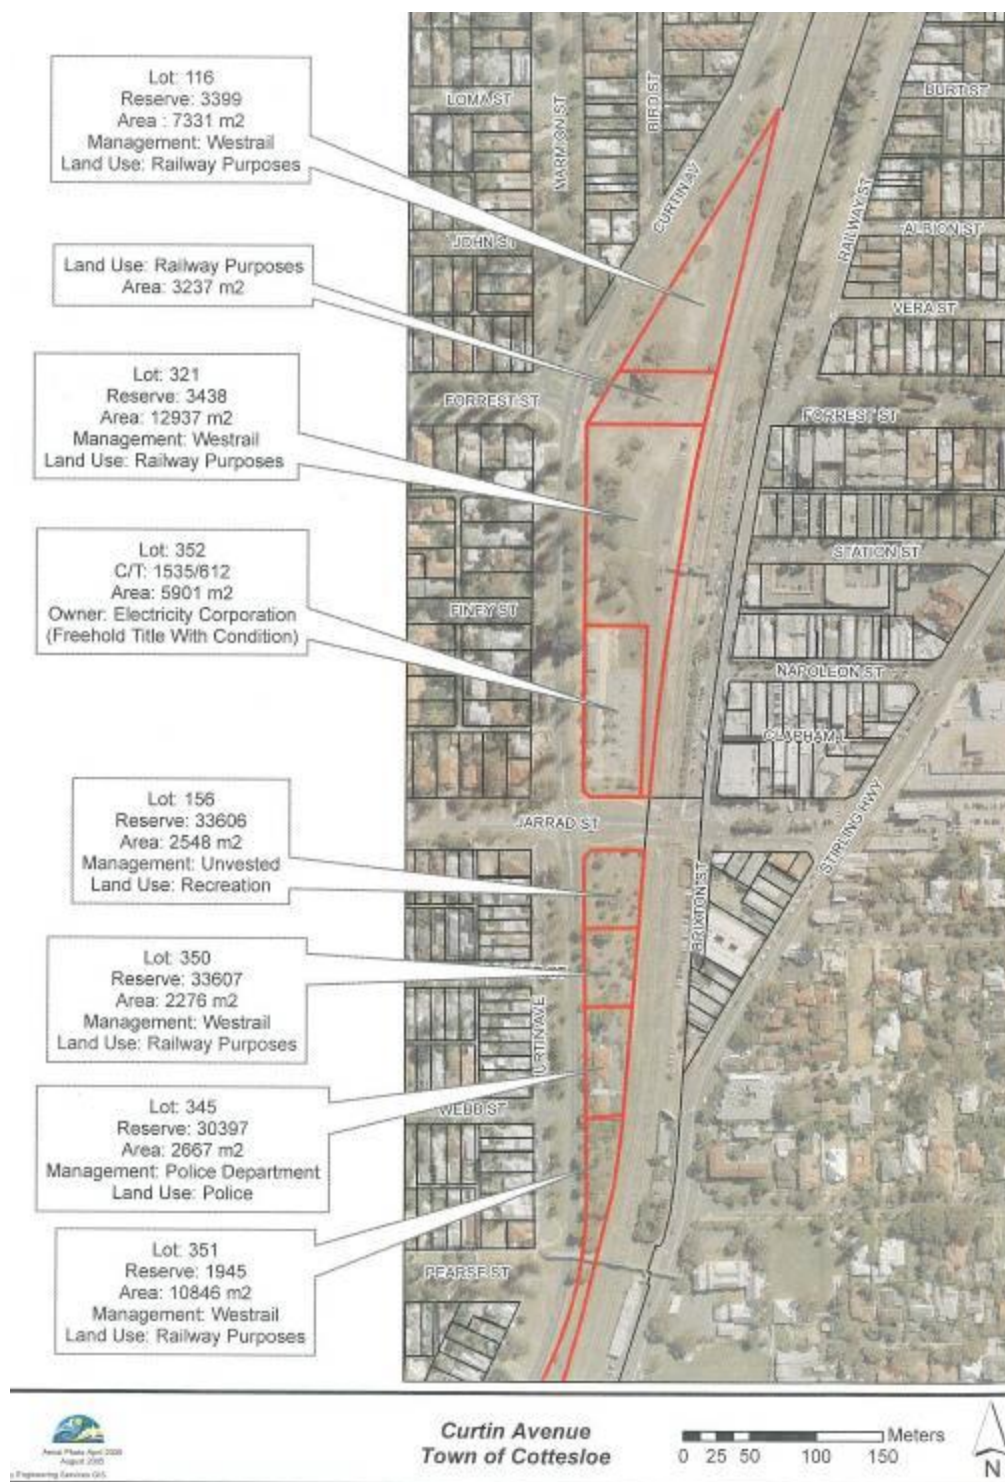 Lot: 116
Reserve: 3399
Area : 7331 m2
Management: Westrail
Land Use: Railway Purposes
Land Use: Railway Purposes
Area: 3237 m2
Lot: 321
Reserve: 3438
Area: 12937 m2
Management: Westrail
Land Use: Railway Purposes
Lot: 352
C/T: 1535/612
Area: 5901 m2
Owner: Electricity Corporation
(Freehold Title With Condition)
Lot: 156
Reserve: 33606
Area: 2548 m2
Management: Unvested
Land Use: Recreation
Lot: 350
Reserve: 33607
Area: 2276 m2
Management: Westrail
Land Use: Railway Purposes
Lot: 345
Reserve: 30397
Area: 2667 m2
Management: Police Department
Land Use: Police
Lot: 351
Reserve: 1945
Area: 10846 m2
Management: Westrail
Land Use: Railway Purposes
LOMA ST
MARMION ST
BIRD ST
CURTIN AV
BURT ST
RAILWAY ST
JOHN ST
ALBION ST
VERA ST
FORREST ST
FORREST ST
STATION ST
FINEY ST
NAPOLEON ST
CLAPHAM L
JARRAD ST
STIRLING HWY
BRIXTON ST
URTIN AVE
WEBB ST
PEARSE ST
Curtin Avenue
Town of Cottesloe
Meters
0 25 50 100 150
N